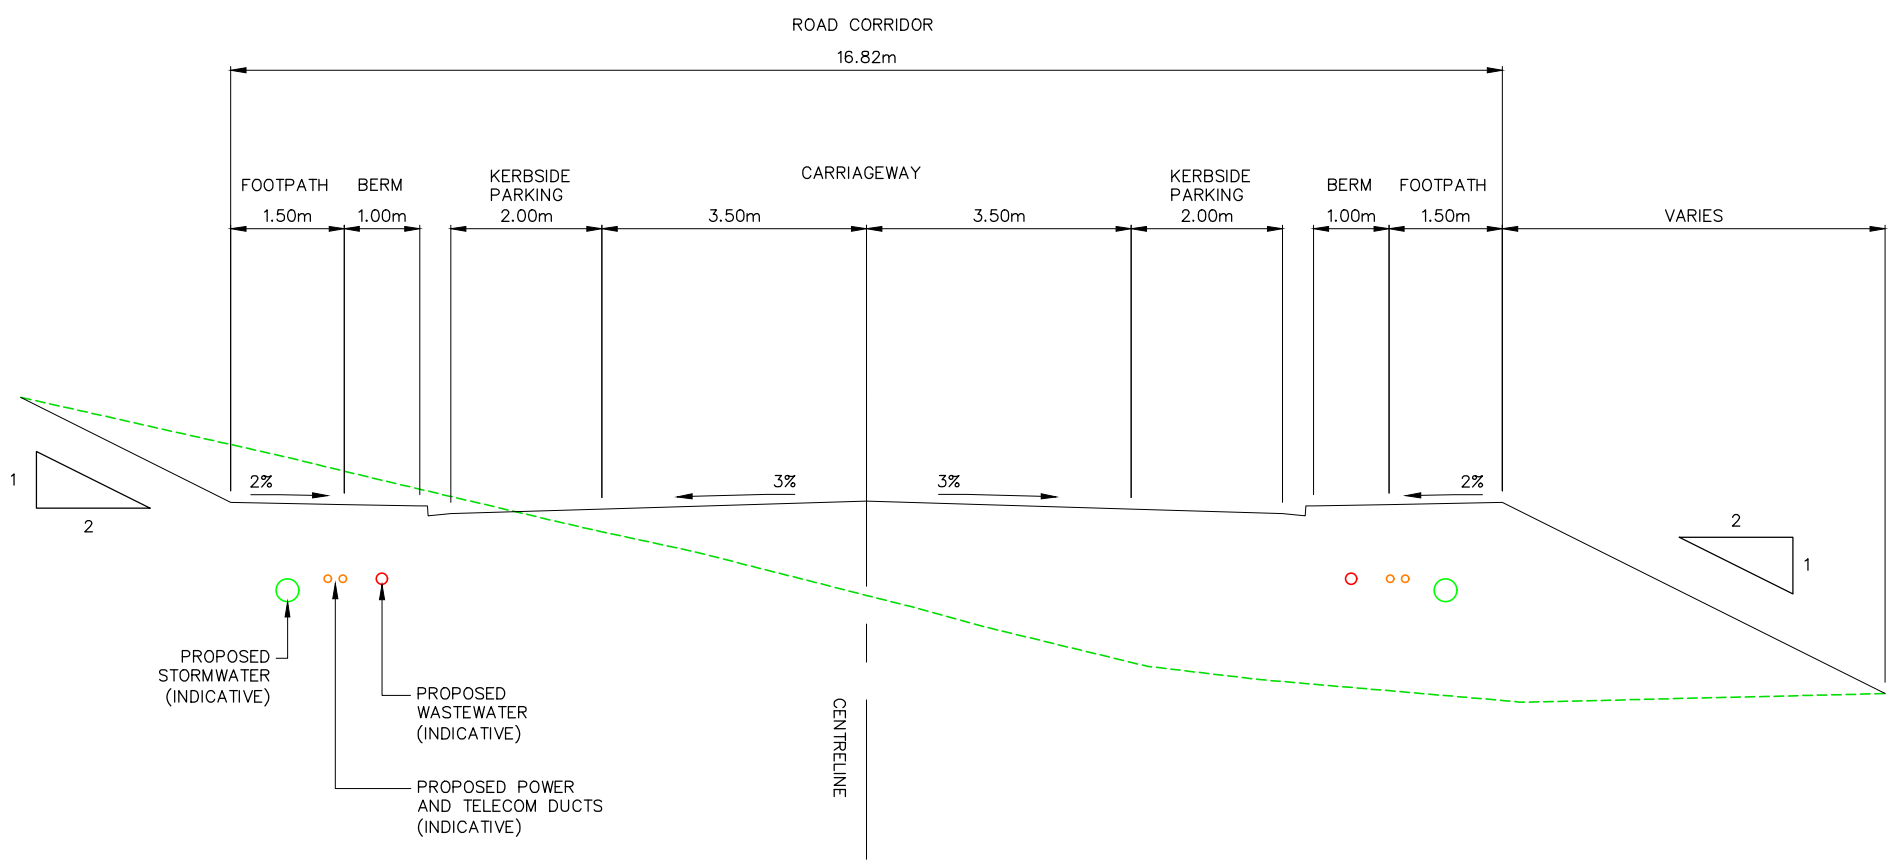 ROAD CORRIDOR
16.82m
FOOTPATH
1.50m
BERM
1.00m
KERBSIDE
PARKING
2.00m
CARRIAGEWAY
3.50m
3.50m
KERBSIDE
PARKING
2.00m
BERM
1.00m
FOOTPATH
1.50m
VARIES
1
2
2%
3%
3%
2%
2
1
PROPOSED
STORMWATER
(INDICATIVE)
PROPOSED
WASTEWATER
(INDICATIVE)
PROPOSED POWER
AND TELECOM DUCTS
(INDICATIVE)
CENTRELINE